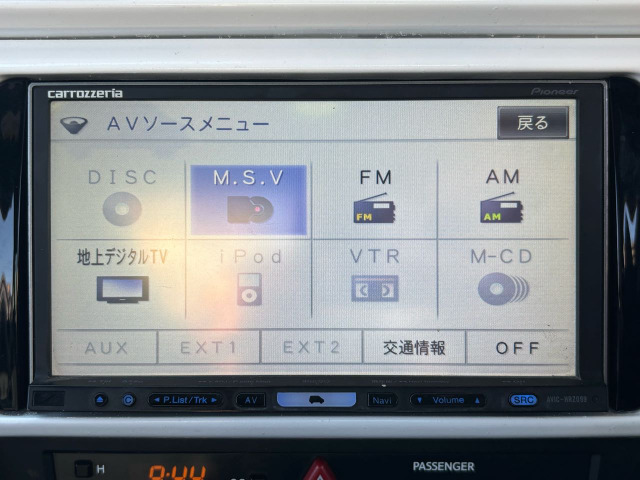 carrozzeria Pioneer
AVソースメニュー 戻る
DISC M.S.V FM AM
FM AM
地上デジタルTV iPod VTR M-CD
AUX EXT1 EXT2 交通情報 OFF
P.List/Trk AV Navi Volume SRC
H 9:44 PASSENGER